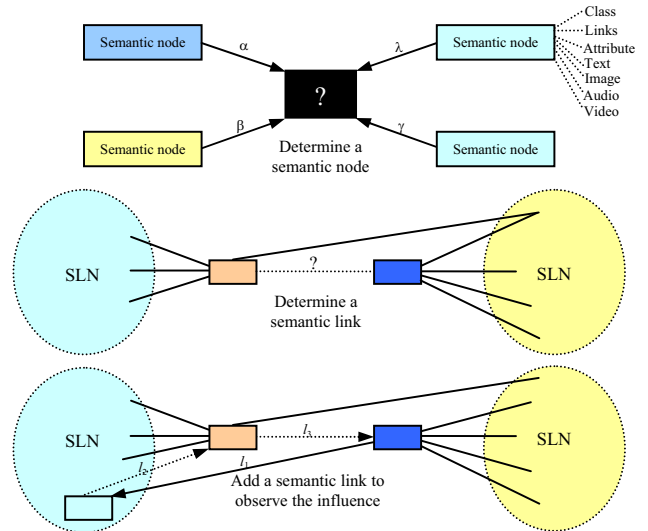 Class
Links
Attribute
Text
Image
Audio
Video
Semantic node
α
λ
Semantic node
?
Semantic node
β
γ
Semantic node
Determine a
semantic node
SLN
?
SLN
Determine a
semantic link
SLN
l3
SLN
l2
l1
Add a semantic link to
observe the influence